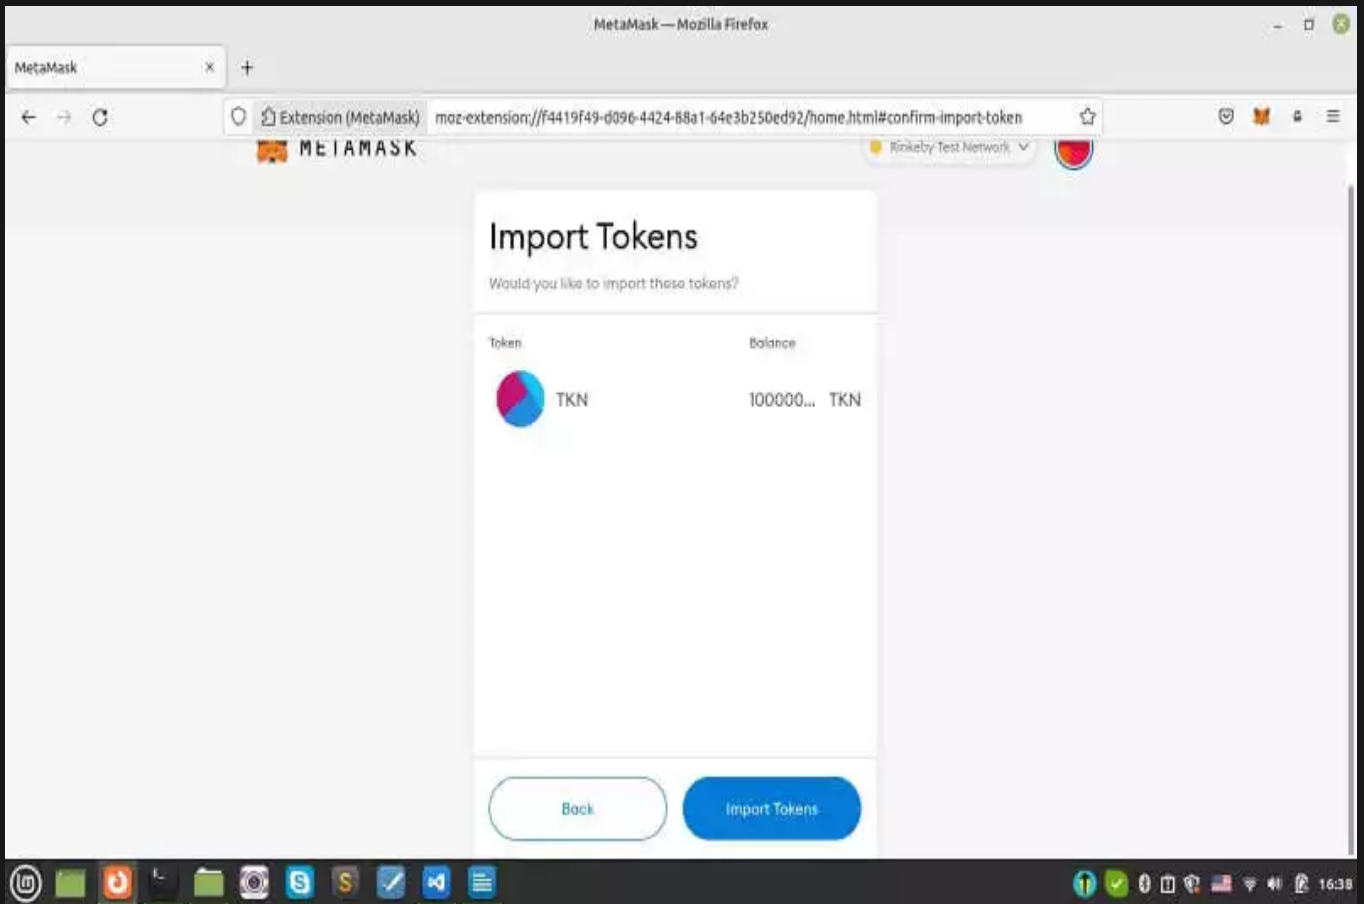 MetaMask — Mozilla Firefox
MetaMask
Extension (MetaMask) moz-extension://f4419f49-d096-4424-88a1-64e3b250ed92/home.html#confirm-import-token
METAMASK
Rinkeby Test Network
Import Tokens
Would you like to import these tokens?
Token Balance
TKN 100000... TKN
Back Import Tokens
16:38